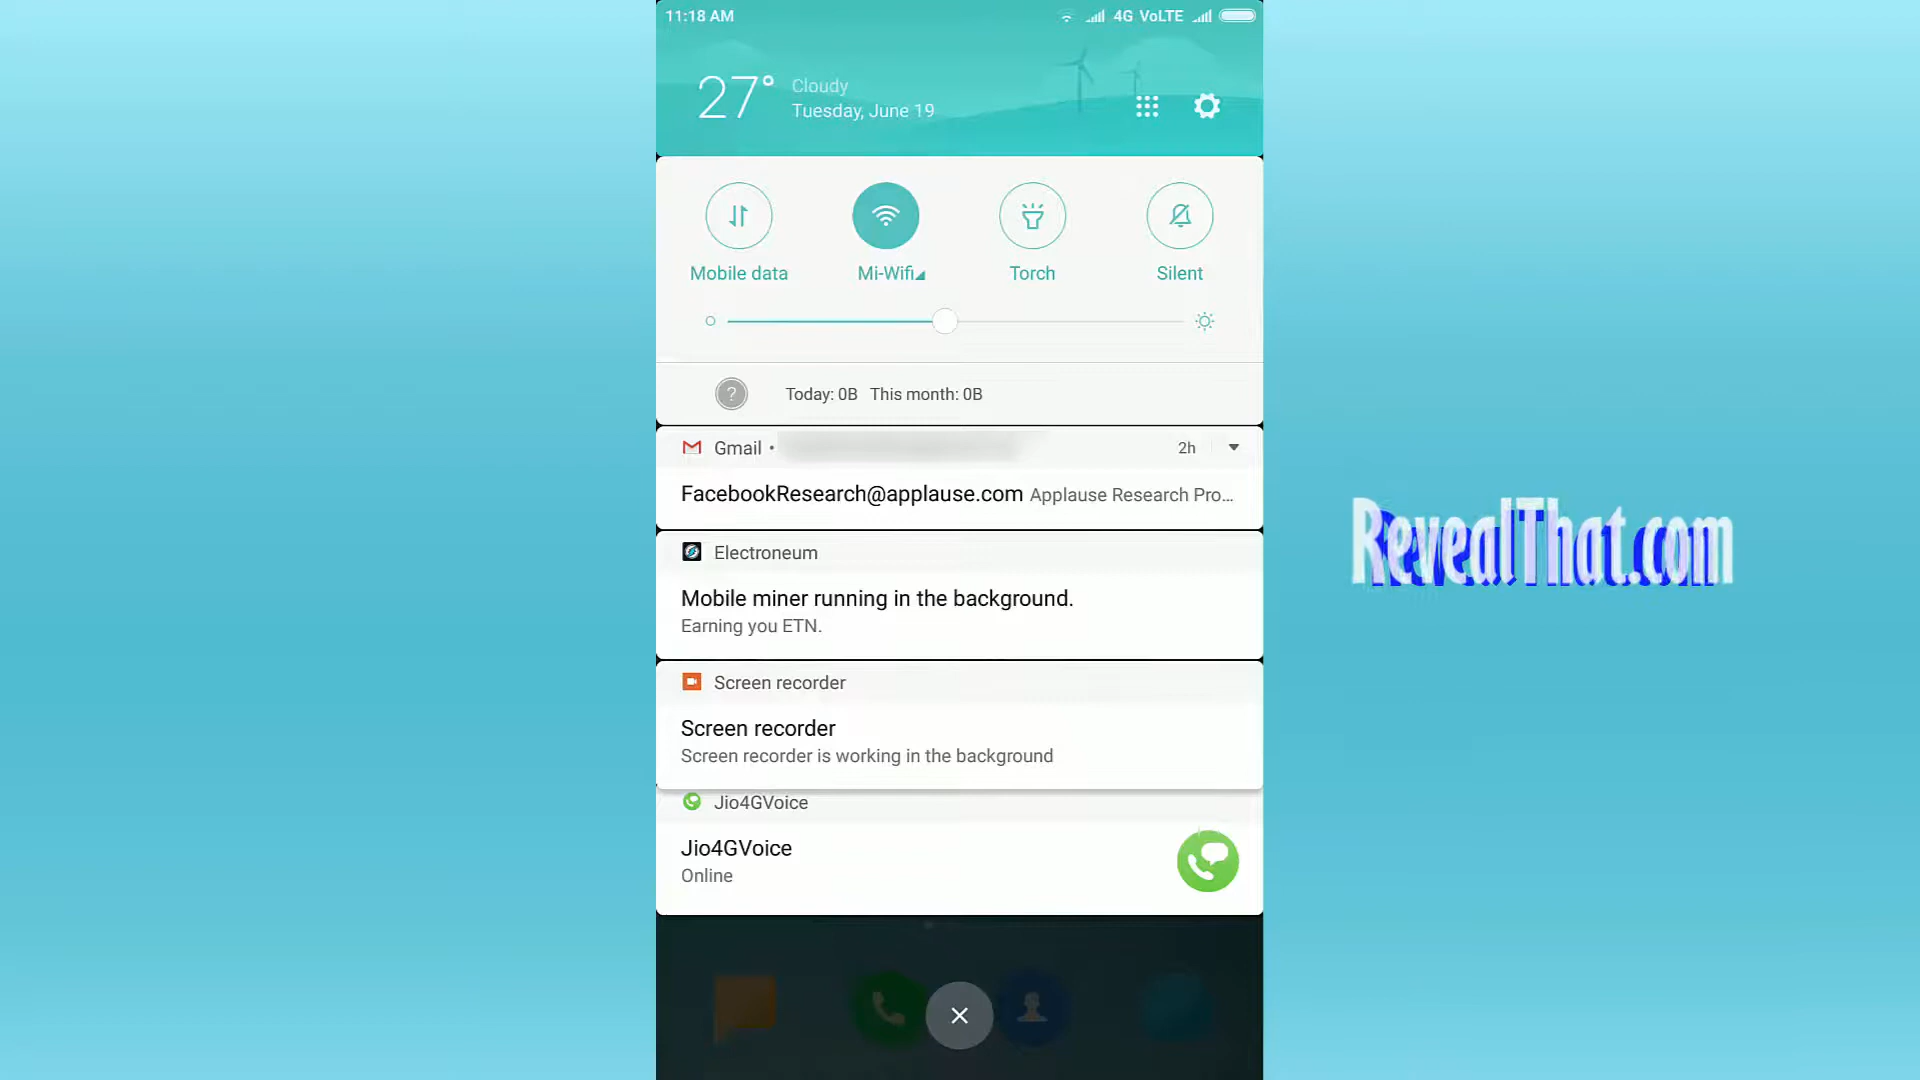 11:18 AM
4G VoLTE
27°
Cloudy
Tuesday, June 19
Mobile data
Mi-Wifi
Torch
Silent
?
Today: 0B This month: 0B
Gmail •
2h
FacebookResearch@applause.com Applause Research Pro...
Electroneum
Mobile miner running in the background.
Earning you ETN.
Screen recorder
Screen recorder
Screen recorder is working in the background
Jio4GVoice
Jio4GVoice
Online
RevealThat.com